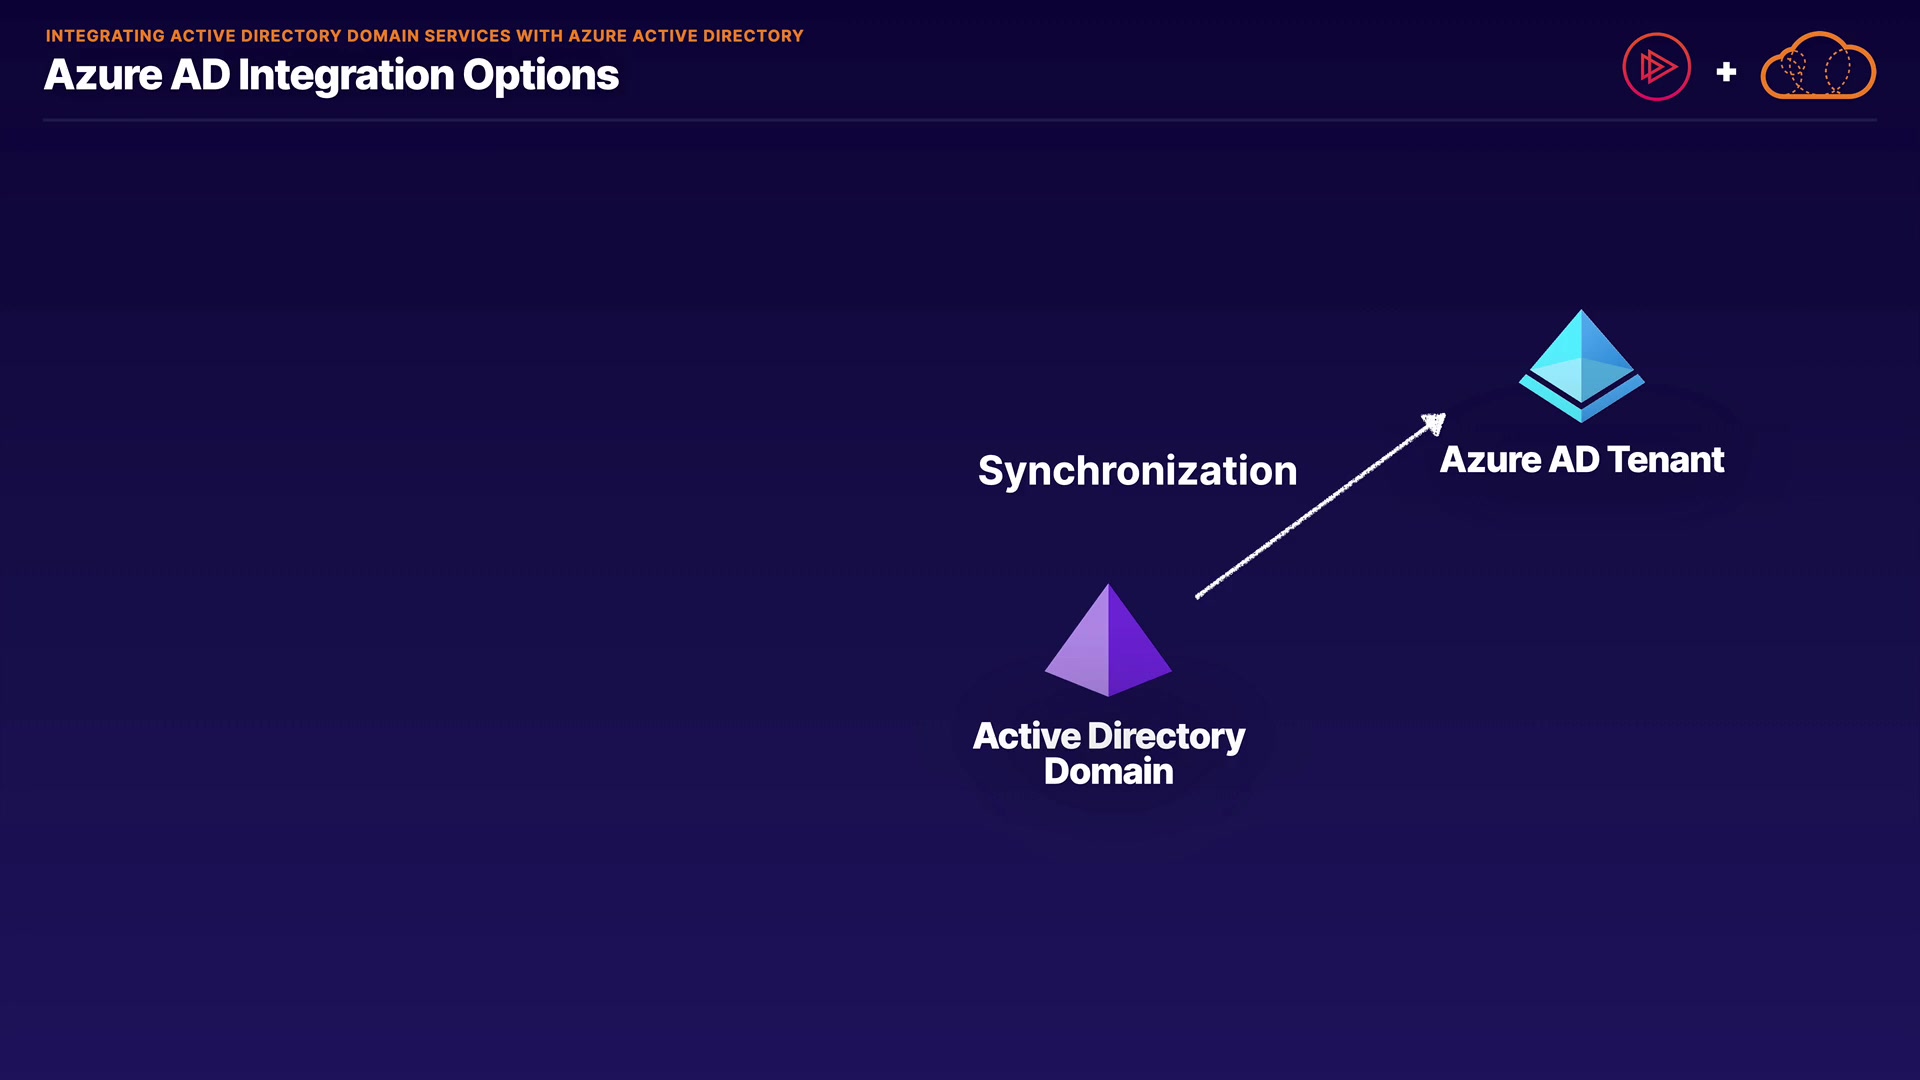 INTEGRATING ACTIVE DIRECTORY DOMAIN SERVICES WITH AZURE ACTIVE DIRECTORY
Azure AD Integration Options
+
Azure AD Tenant
Synchronization
Active Directory
Domain